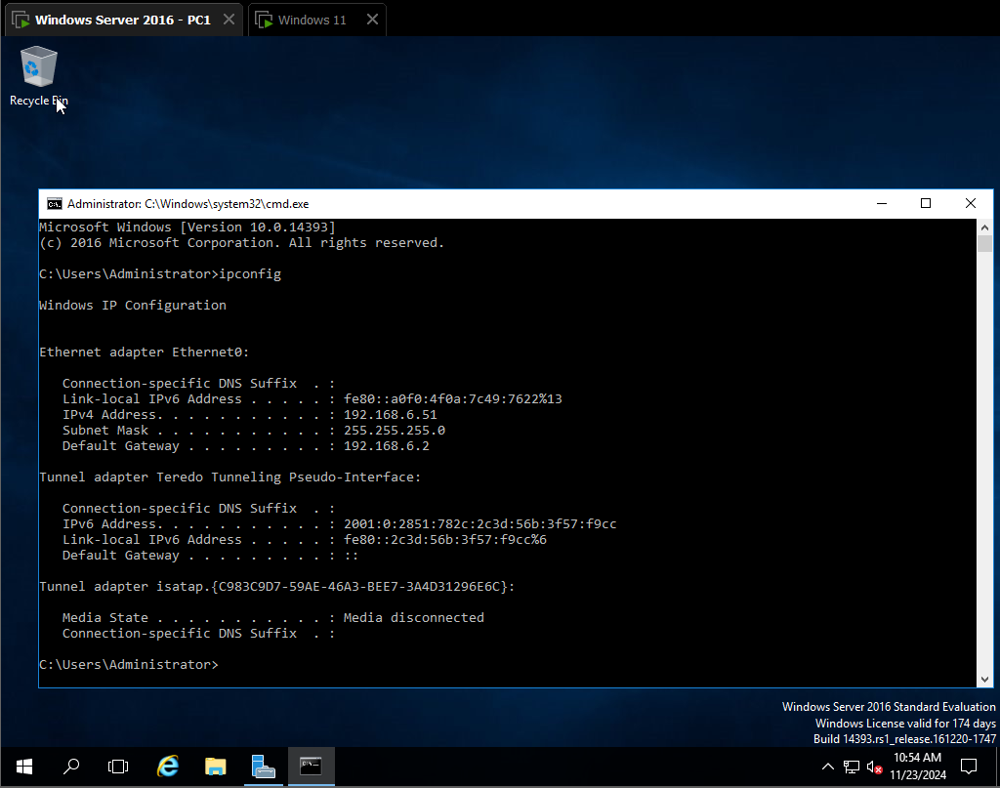 Windows Server 2016 - PC1
Windows 11
Recycle Bin
Administrator: C:\Windows\system32\cmd.exe
Microsoft Windows [Version 10.0.14393]
(c) 2016 Microsoft Corporation. All rights reserved.
C:\Users\Administrator>ipconfig
Windows IP Configuration
Ethernet adapter Ethernet0:
Connection-specific DNS Suffix  . :
Link-local IPv6 Address . . . . . : fe80::a0f0:4f0a:7c49:7622%13
IPv4 Address. . . . . . . . . . . : 192.168.6.51
Subnet Mask . . . . . . . . . . . : 255.255.255.0
Default Gateway . . . . . . . . . : 192.168.6.2
Tunnel adapter Teredo Tunneling Pseudo-Interface:
Connection-specific DNS Suffix  . :
IPv6 Address. . . . . . . . . . . : 2001:0:2851:782c:2c3d:56b:3f57:f9cc
Link-local IPv6 Address . . . . . : fe80::2c3d:56b:3f57:f9cc%6
Default Gateway . . . . . . . . . : ::
Tunnel adapter isatap.{C983C9D7-59AE-46A3-BEE7-3A4D31296E6C}:
Media State . . . . . . . . . . . : Media disconnected
Connection-specific DNS Suffix  . :
C:\Users\Administrator>
Windows Server 2016 Standard Evaluation
Windows License valid for 174 days
Build 14393.rs1_release.161220-1747
10:54 AM
11/23/2024